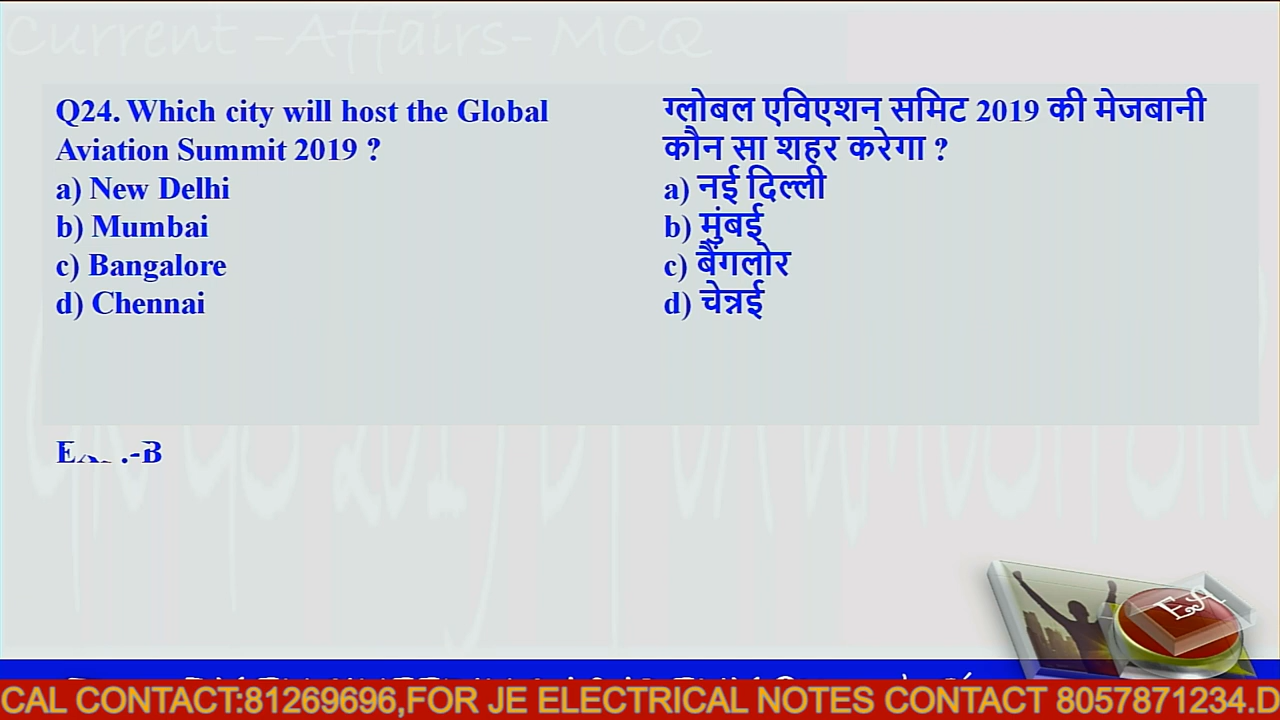 Current -Affairs- MCQ
Q24. Which city will host the Global
Aviation Summit 2019 ?
a) New Delhi
b) Mumbai
c) Bangalore
d) Chennai
ग्लोबल एविएशन समिट 2019 की मेजबानी
कौन सा शहर करेगा ?
a) नई दिल्ली
b) मुंबई
c) बैंगलोर
d) चेन्नई
.-B
EA
CAL CONTACT:81269696,FOR JE ELECTRICAL NOTES CONTACT 8057871234.D